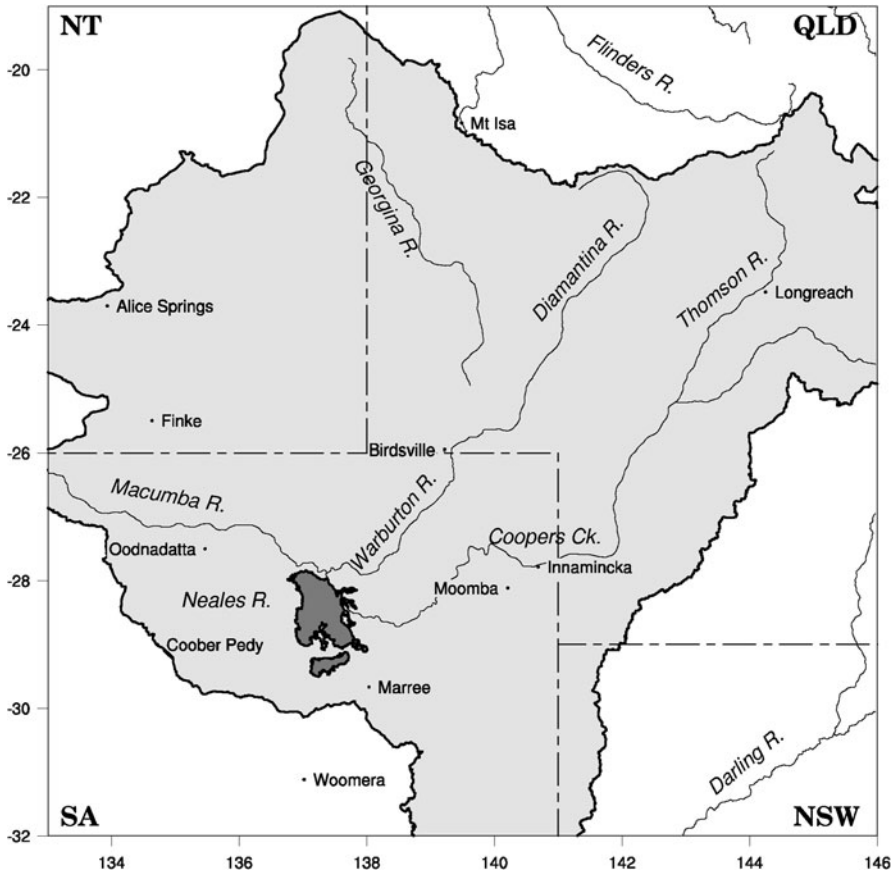 NT
QLD
-20
Flinders R.
Mt Isa
Georgina R.
-22
Diamantina R.
Thomson R.
Longreach
Alice Springs
-24
Finke
Birdsville
-26
Macumba R.
Warburton R.
Coopers Ck.
Oodnadatta
Innamincka
-28
Moomba
Neales R.
Coober Pedy
Marree
-30
Darling R.
Woomera
SA
NSW
-32
134
136
138
140
142
144
146